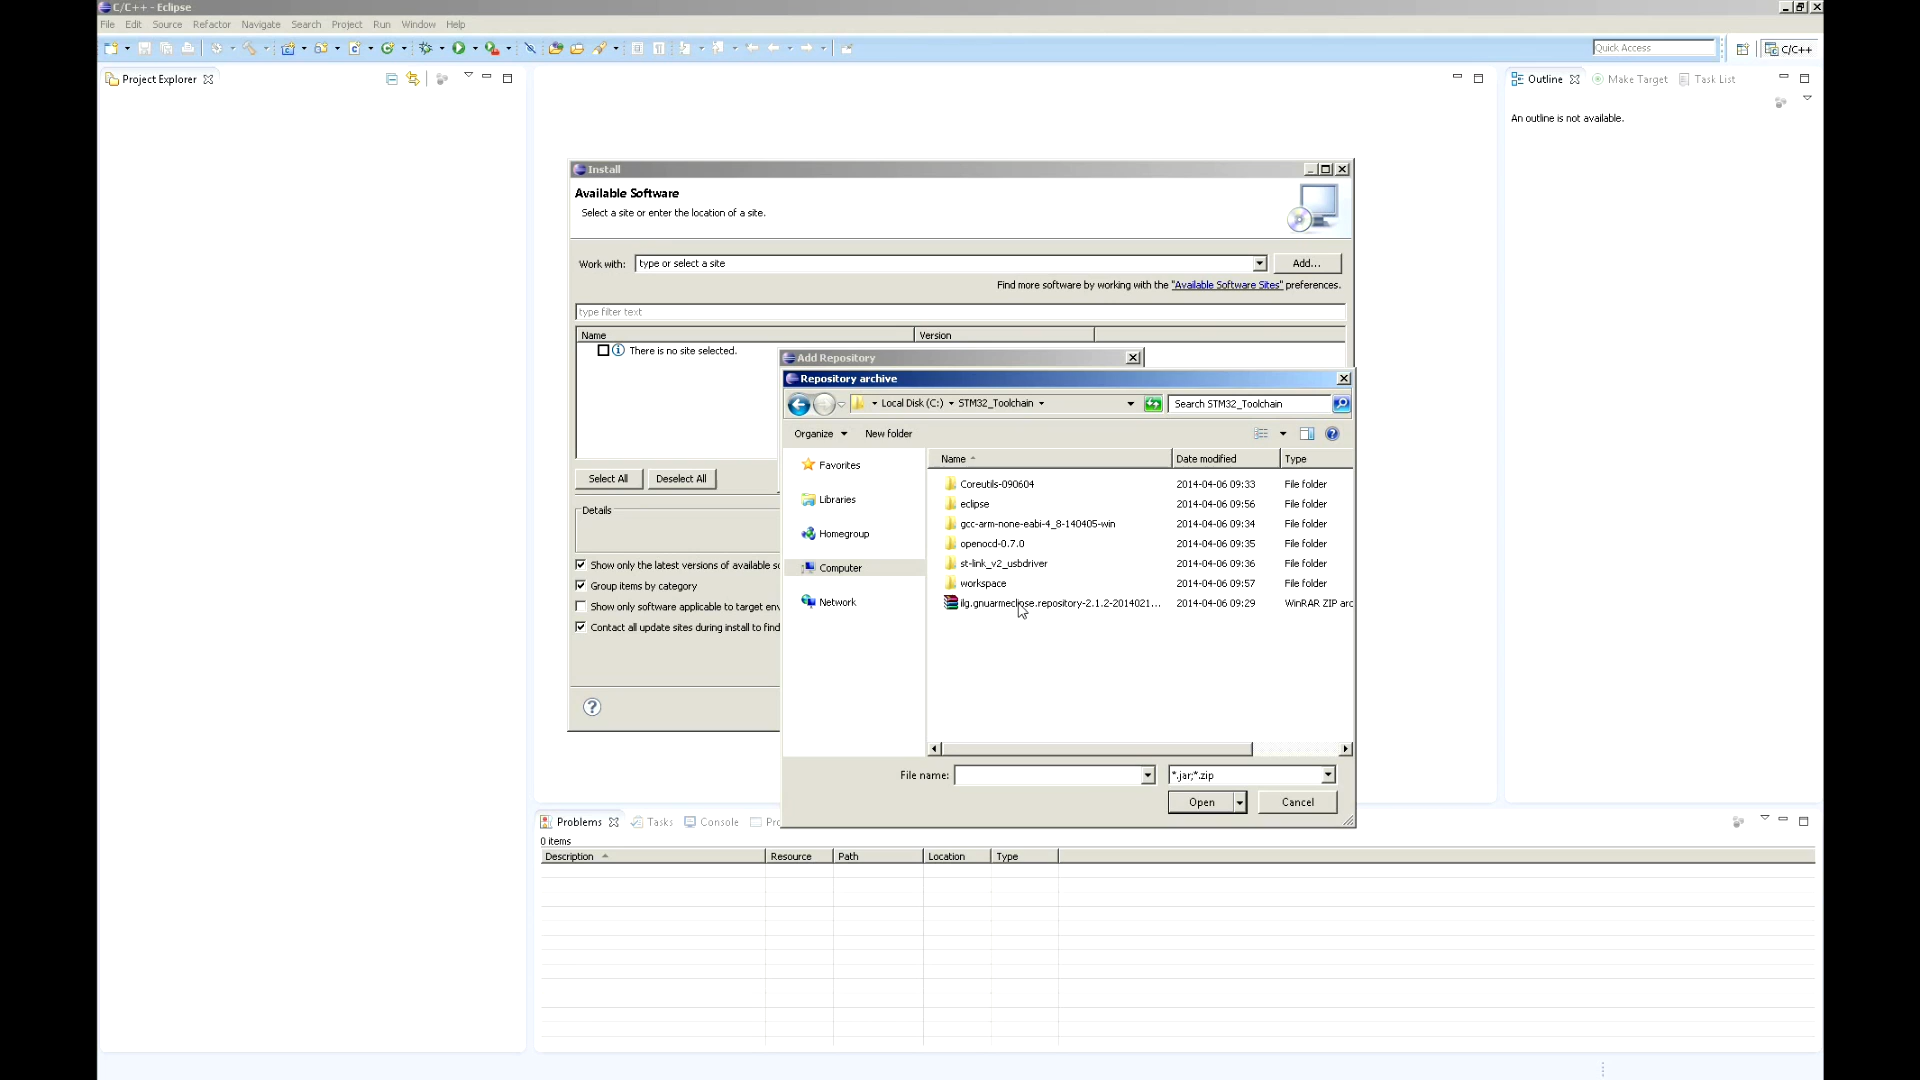 C/C++ - Eclipse
File Edit Source Refactor Navigate Search Project Run Window Help
Quick Access
C/C++
Project Explorer
Outline Make Target Task List
An outline is not available.
Install
Available Software
Select a site or enter the location of a site.
Work with: type or select a site Add...
Find more software by working with the "Available Software Sites" preferences.
type filter text
Name Version
There is no site selected.
Add Repository
Repository archive
Local Disk (C:) STM32_Toolchain Search STM32_Toolchain
Organize New folder
Name Date modified Type
Favorites
Libraries
Homegroup
Computer
Network
Coreutils-090604 2014-04-06 09:33 File folder
eclipse 2014-04-06 09:56 File folder
gcc-arm-none-eabi-4_8-140405-win 2014-04-06 09:34 File folder
openocd-0.7.0 2014-04-06 09:35 File folder
st-link_v2_usbdriver 2014-04-06 09:36 File folder
workspace 2014-04-06 09:57 File folder
ilg.gnuarmeclipse.repository-2.1.2-2014021... 2014-04-06 09:29 WinRAR ZIP arc
File name: *.jar;*.zip
Open Cancel
Select All Deselect All
Details
Show only the latest versions of available so
Group items by category
Show only software applicable to target env
Contact all update sites during install to find
?
Problems Tasks Console Pro
0 items
Description Resource Path Location Type